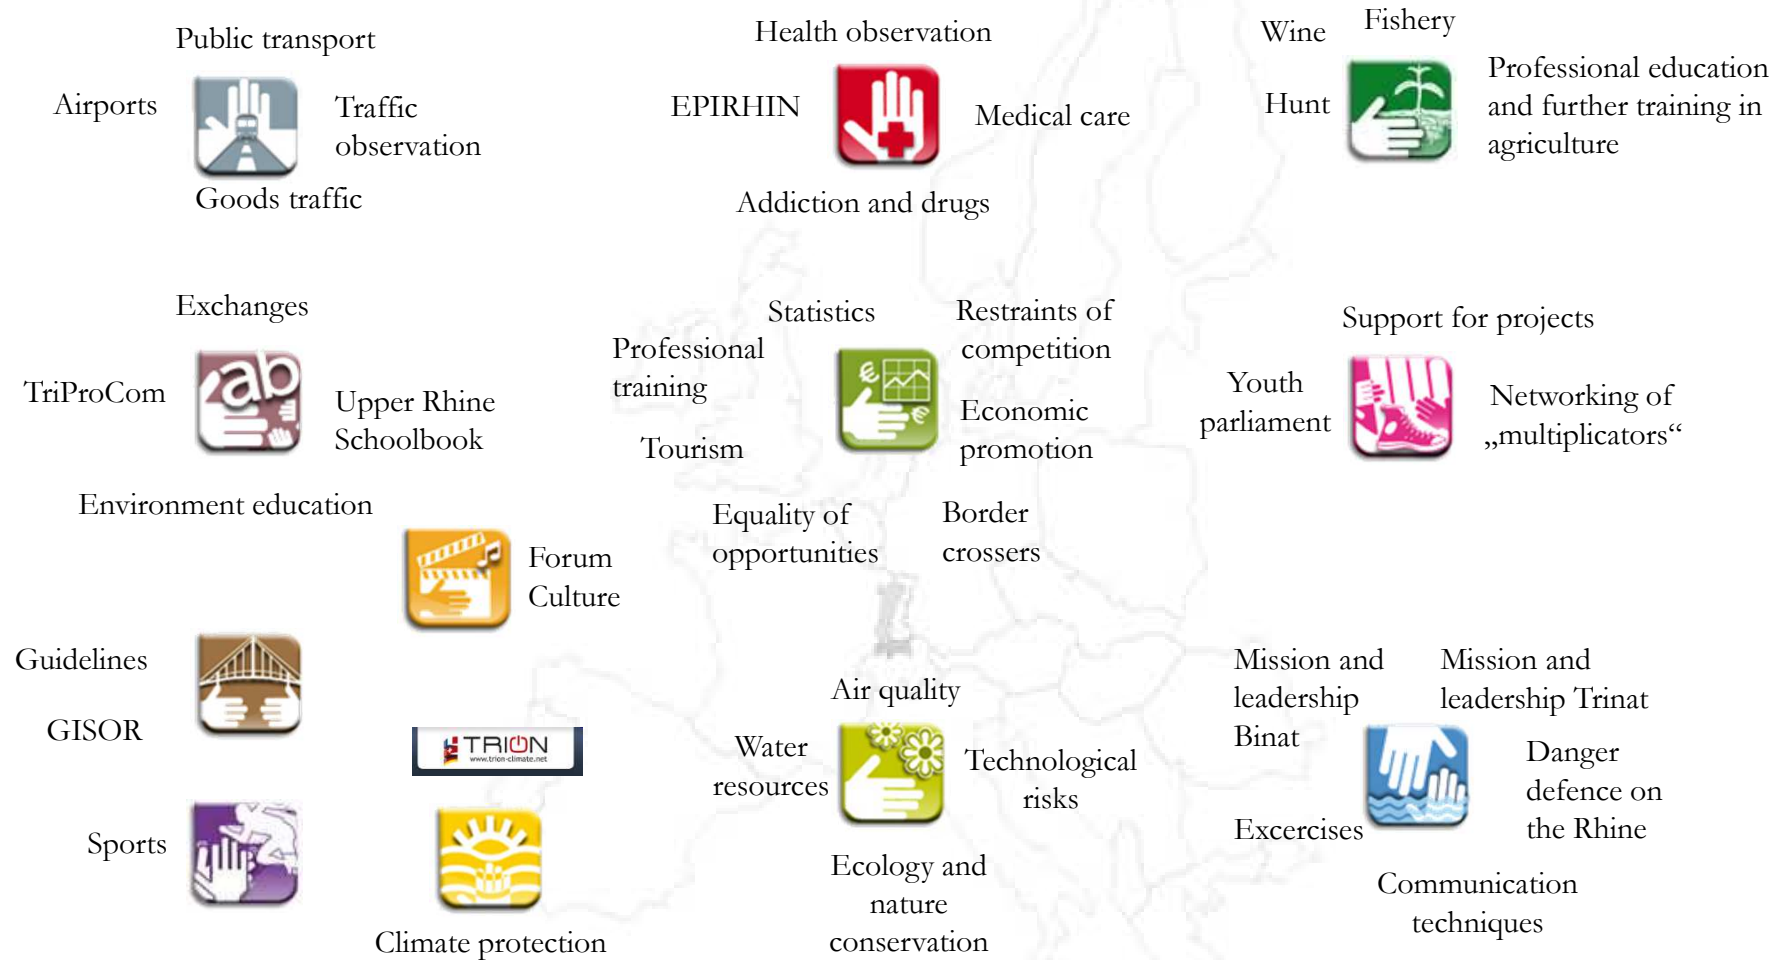 Public transport
Airports
Traffic
observation
Goods traffic
Health observation
EPIRHIN
Medical care
Addiction and drugs
Wine
Fishery
Hunt
Professional education
and further training in
agriculture
Exchanges
TriProCom
ab
Upper Rhine
Schoolbook
Environment education
Statistics
Restraints of
competition
Professional
training
€
€
Economic
promotion
Tourism
Equality of
opportunities
Border
crossers
Support for projects
Youth
parliament
Networking of
„multiplicators“
Forum
Culture
Guidelines
GISOR
TRION
www.trion-climate.net
Sports
Climate protection
Air quality
Water
resources
Technological
risks
Ecology and
nature
conservation
Mission and
leadership
Binat
Mission and
leadership Trinat
Danger
defence on
the Rhine
Excercises
Communication
techniques